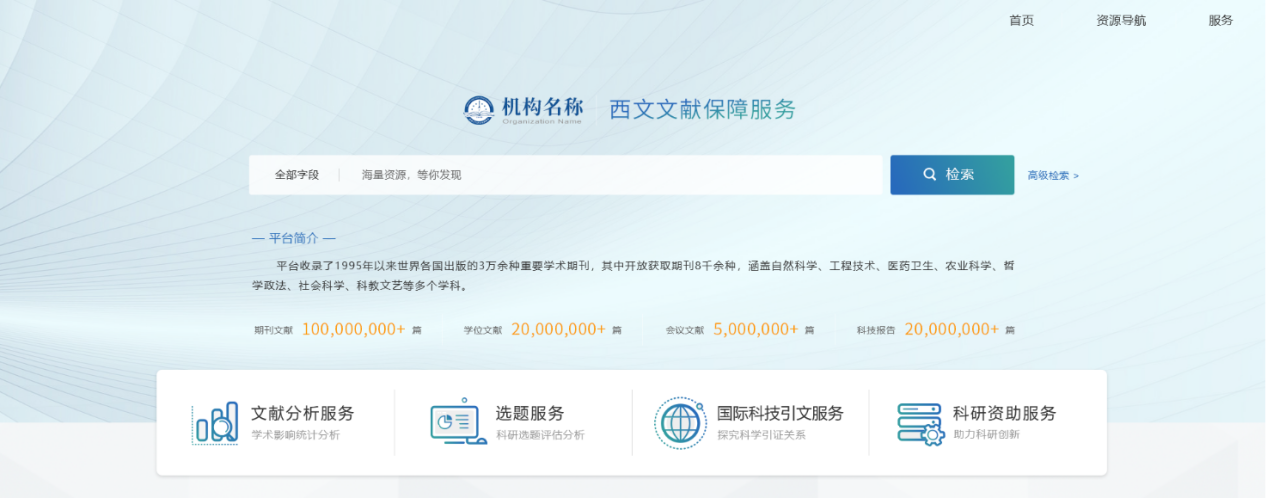 首页 资源导航 服务
机构名称 西文文献保障服务
Organization Name
全部字段 海量资源，等你发现 检索 高级检索 >
— 平台简介 —
平台收录了1995年以来世界各国出版的3万余种重要学术期刊，其中开放获取期刊8千余种，涵盖自然科学、工程技术、医药卫生、农业科学、哲
学政法、社会科学、科教文艺等多个学科。
期刊文献 100,000,000+ 篇 学位文献 20,000,000+ 篇 会议文献 5,000,000+ 篇 科技报告 20,000,000+ 篇
文献分析服务 选题服务 国际科技引文服务 科研资助服务
学术影响统计分析 科研选题评估分析 探究科学引证关系 助力科研创新